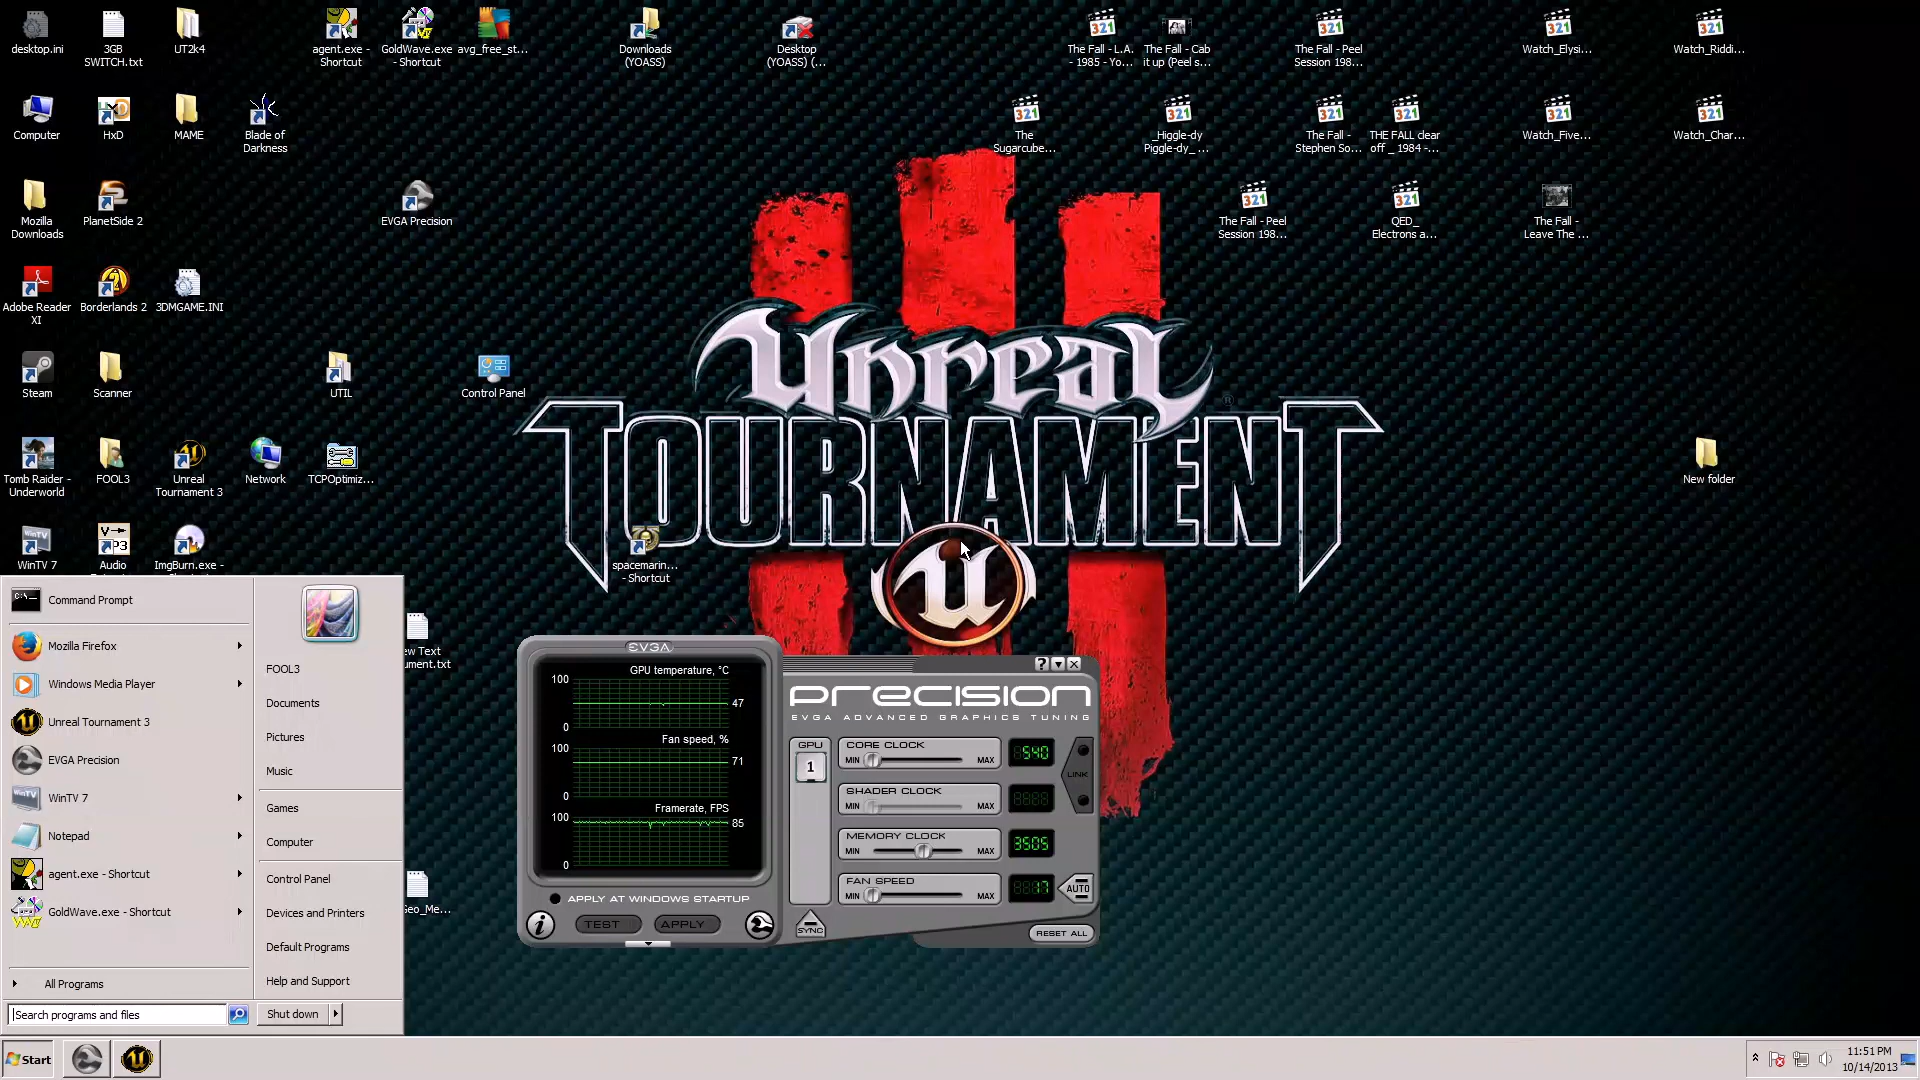 desktop.ini
3GB
SWITCH.txt
UT2k4
agent.exe -
Shortcut
GoldWave.exe
- Shortcut
avg_free_st...
Downloads
(YOASS)
Desktop
(YOASS) (...
The Fall - L.A.
- 1985 - Yo...
The Fall - Cab
it up (Peel s...
The Fall - Peel
Session 198...
Watch_Elysi...
Watch_Riddi...
Computer
HxD
MAME
Blade of
Darkness
The
Sugarcube...
_Higgle-dy
Piggle-dy_ ...
The Fall -
Stephen So...
THE FALL clear
off _ 1984 -...
Watch_Five...
Watch_Char...
Mozilla
Downloads
PlanetSide 2
EVGA Precision
The Fall - Peel
Session 198...
QED_
Electrons a...
The Fall -
Leave The ...
Adobe Reader
XI
Borderlands 2
3DMGAME.INI
Steam
Scanner
UTIL
Control Panel
Unreal
TOURNAMENT
Tomb Raider -
Underworld
FOOL3
Unreal
Tournament 3
Network
TCPOptimiz...
New folder
WinTV 7
Audio
ImgBurn.exe -
spacemarin...
- Shortcut
Command Prompt
Mozilla Firefox
Windows Media Player
Unreal Tournament 3
EVGA Precision
WinTV 7
Notepad
agent.exe - Shortcut
GoldWave.exe - Shortcut
All Programs
Search programs and files
FOOL3
Documents
Pictures
Music
Games
Computer
Control Panel
Devices and Printers
Default Programs
Help and Support
Shut down
ew Text
ument.txt
Geo_Me...
EVGA
GPU temperature, °C
100
47
0
Fan speed, %
100
71
0
Framerate, FPS
100
85
0
APPLY AT WINDOWS STARTUP
TEST
APPLY
precision
EVGA ADVANCED GRAPHICS TUNING
GPU
1
SYNC
CORE CLOCK
MIN MAX
540
SHADER CLOCK
MIN MAX
LINK
MEMORY CLOCK
MIN MAX
3505
FAN SPEED
MIN MAX
17
AUTO
RESET ALL
Start
11:51 PM
10/14/2013